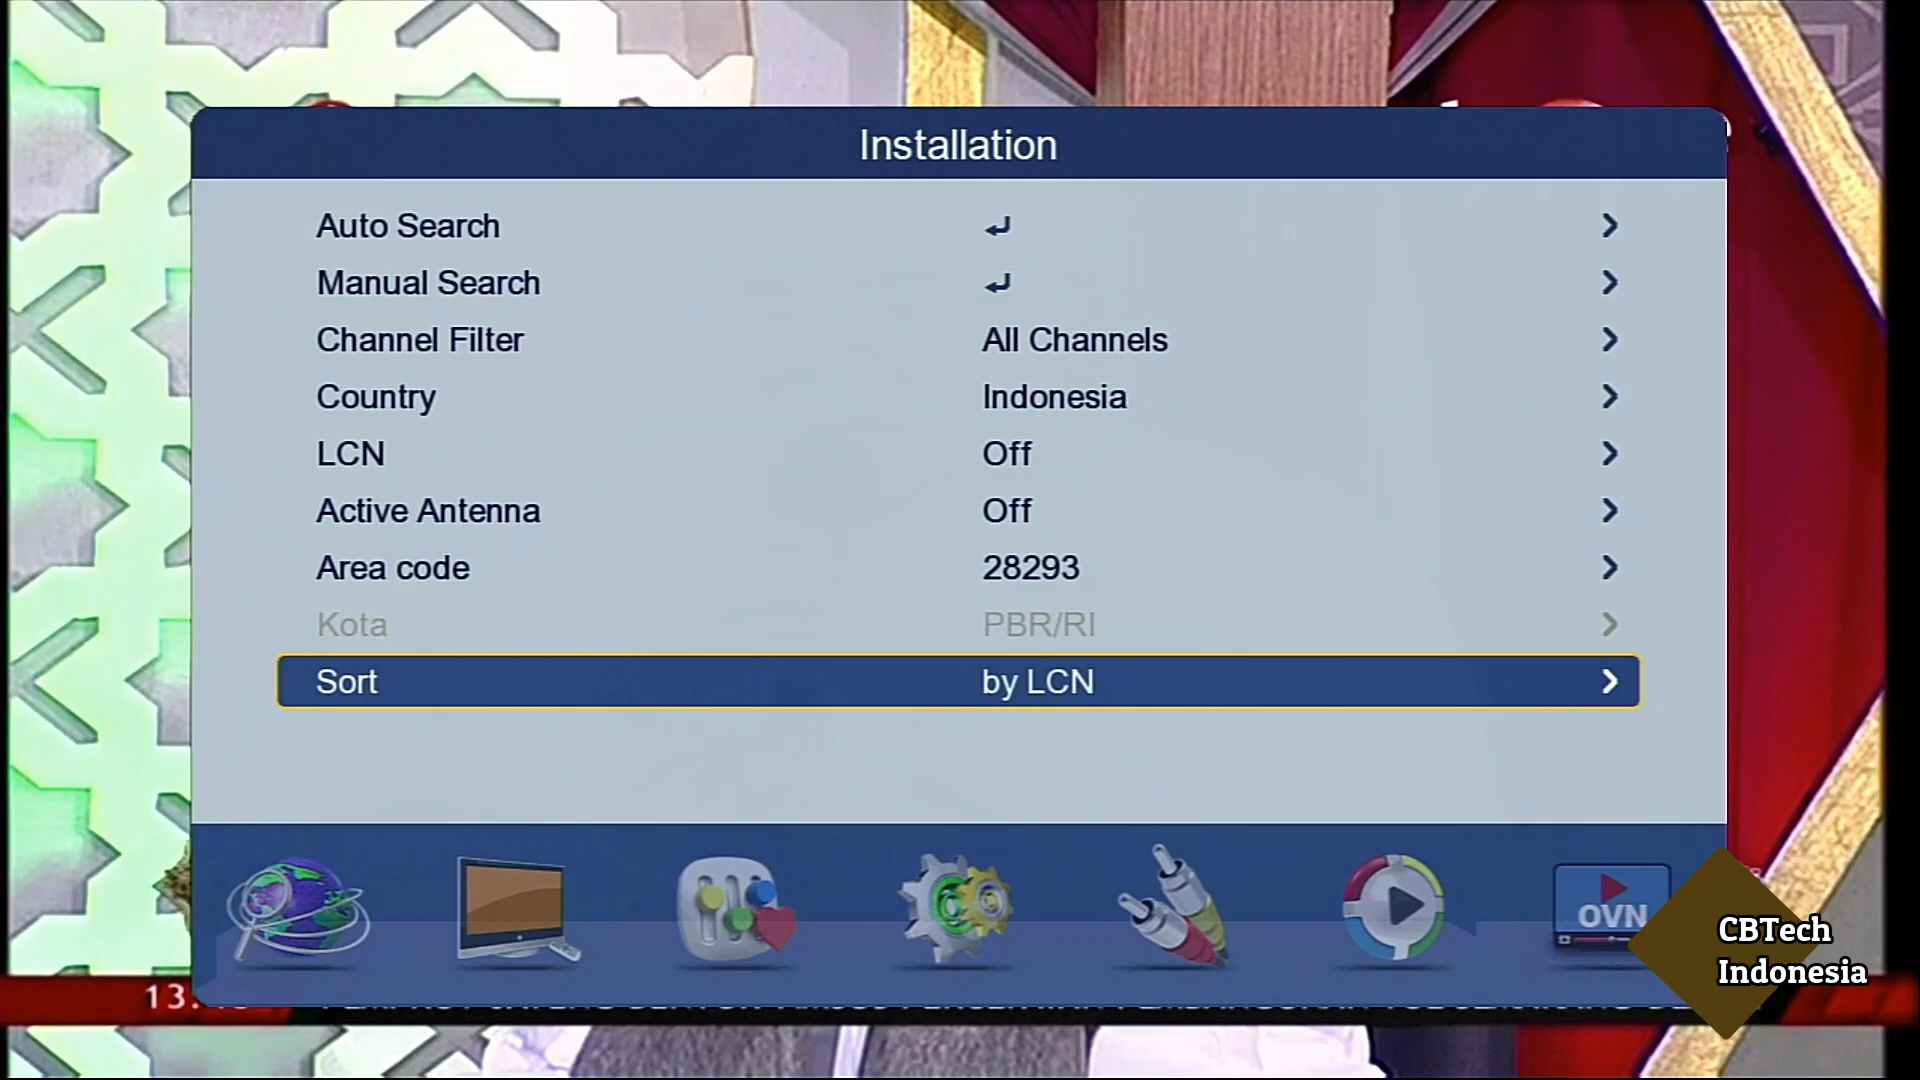 Installation
Auto Search
Manual Search
Channel Filter All Channels
Country Indonesia
LCN Off
Active Antenna Off
Area code 28293
Kota PBR/RI
Sort by LCN
OVN
CBTech
Indonesia